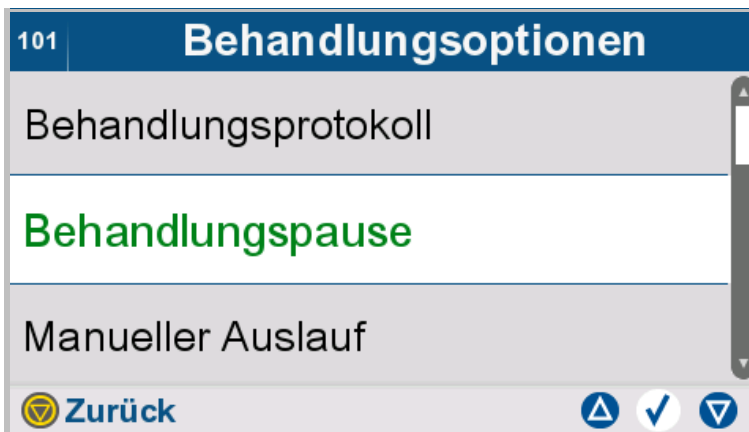 101
Behandlungsoptionen
Behandlungsprotokoll
Behandlungspause
Manueller Auslauf
Zurück